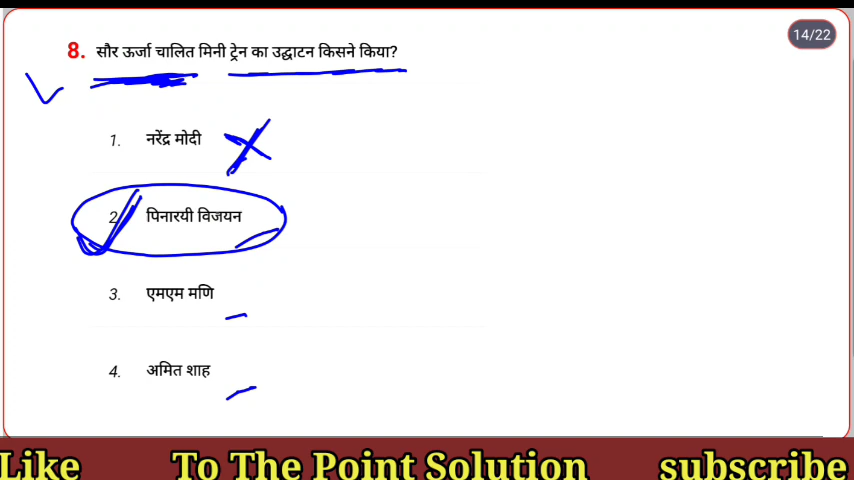 14/22
8. सौर ऊर्जा चालित मिनी ट्रेन का उद्घाटन किसने किया?
1. नरेंद्र मोदी
2. पिनारयी विजयन
3. एमएम मणि
4. अमित शाह
Like To The Point Solution subscribe